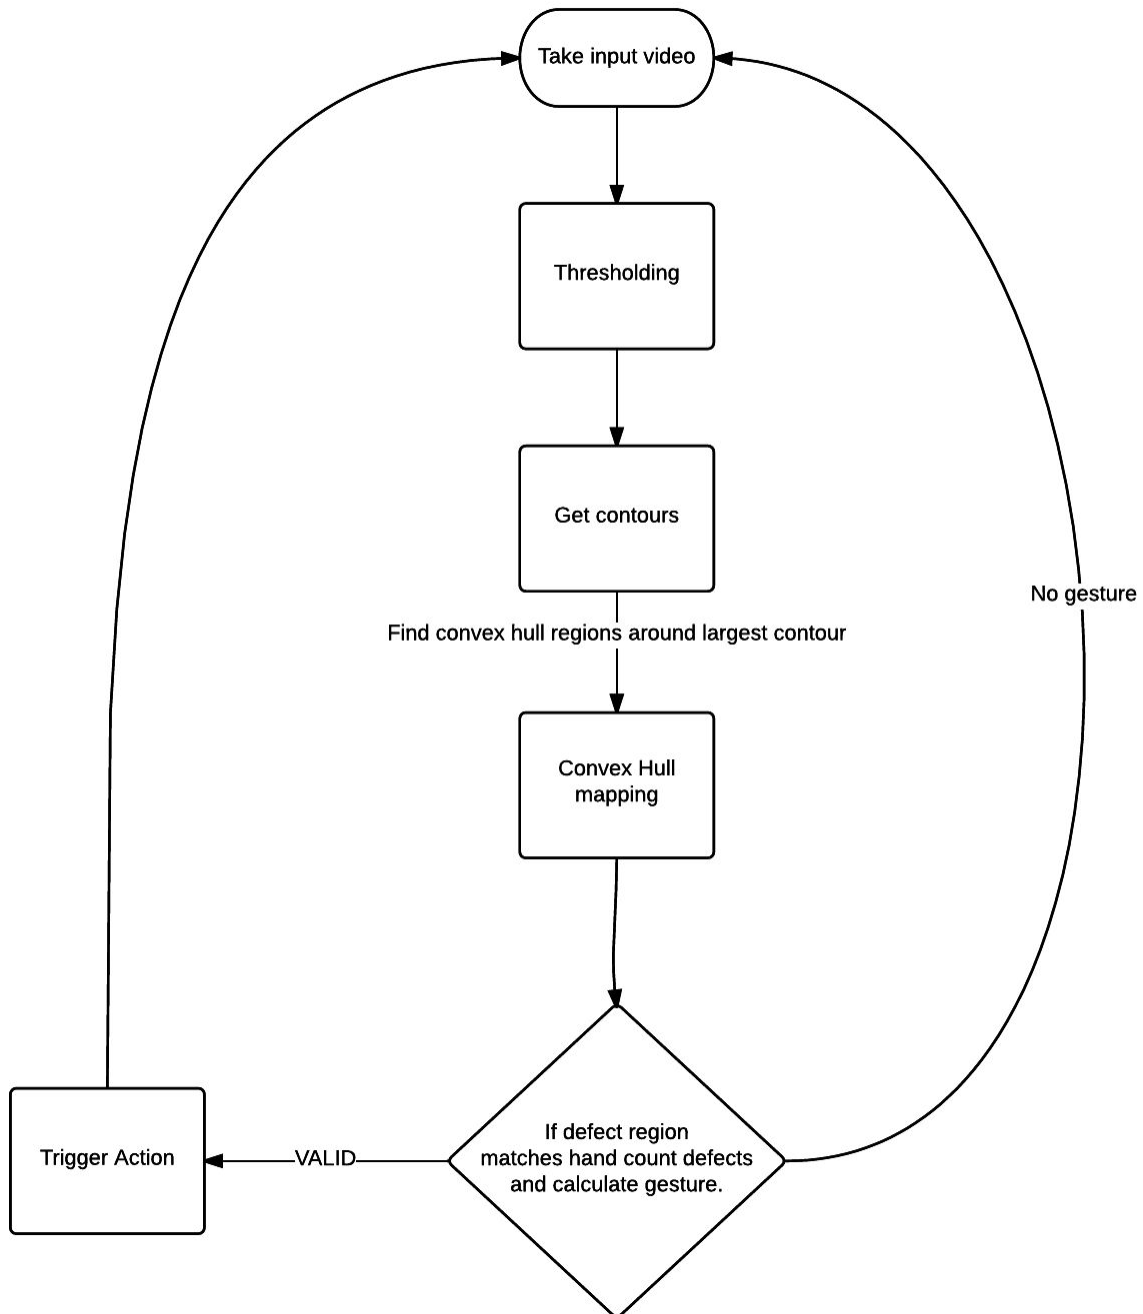 Take input video
Thresholding
Get contours
Find convex hull regions around largest contour
No gesture
Convex Hull
mapping
If defect region
matches hand count defects
and calculate gesture.
VALID
Trigger Action